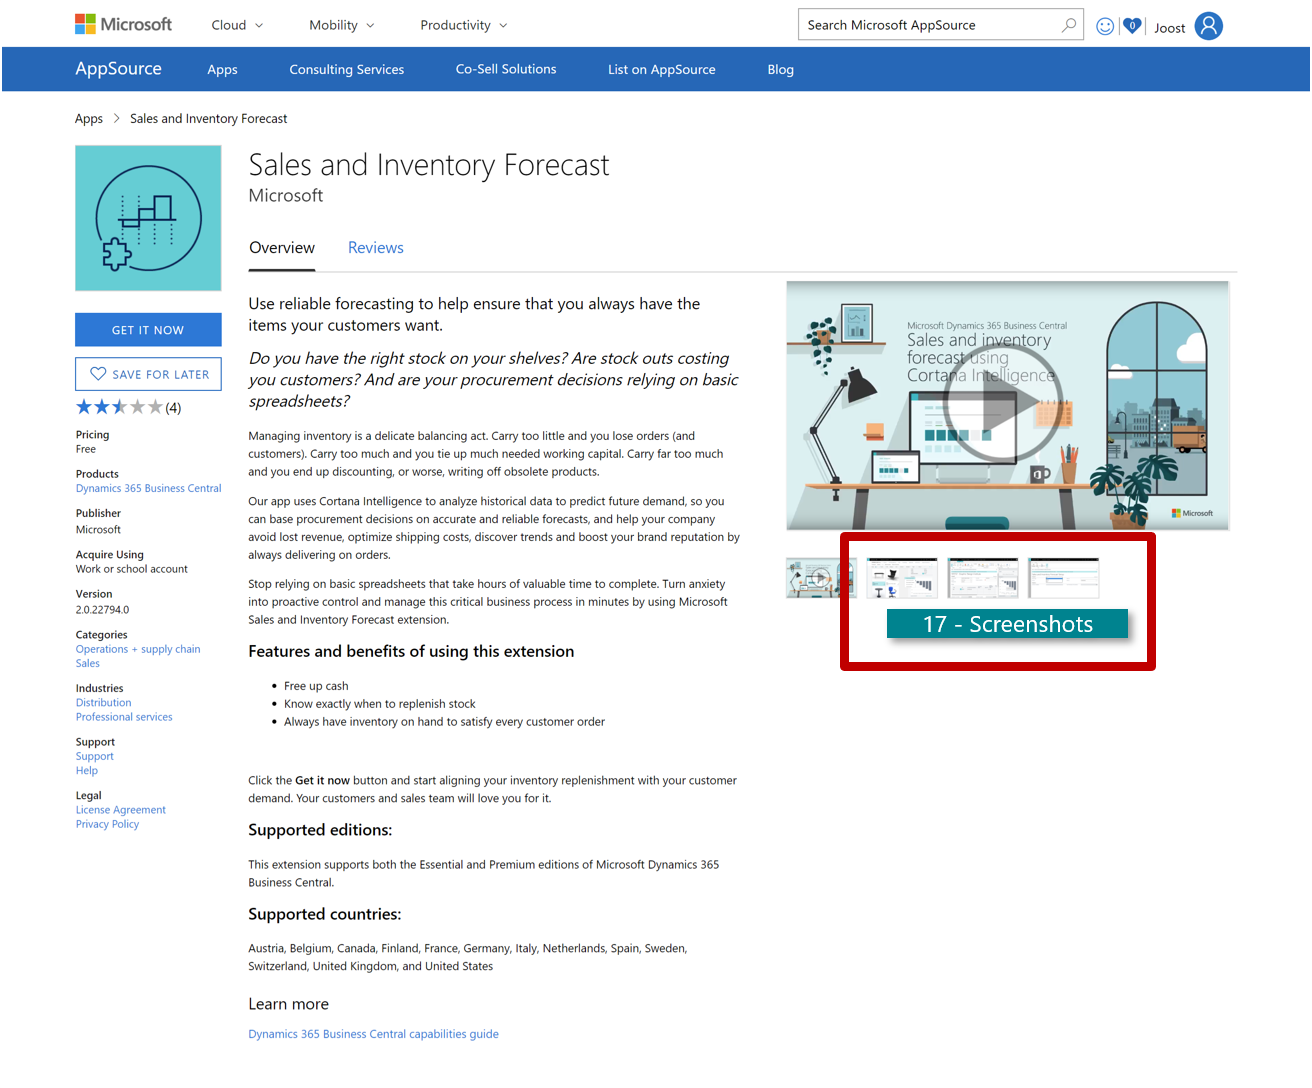 Microsoft
Cloud
Mobility
Productivity
Search Microsoft AppSource
0
Joost
AppSource
Apps
Consulting Services
Co-Sell Solutions
List on AppSource
Blog
Apps
Sales and Inventory Forecast
Sales and Inventory Forecast
Microsoft
Overview
Reviews
GET IT NOW
SAVE FOR LATER
(4)
Pricing
Free
Products
Dynamics 365 Business Central
Publisher
Microsoft
Acquire Using
Work or school account
Version
2.0.22794.0
Categories
Operations + supply chain
Sales
Industries
Distribution
Professional services
Support
Support
Help
Legal
License Agreement
Privacy Policy
Use reliable forecasting to help ensure that you always have the
items your customers want.
Do you have the right stock on your shelves? Are stock outs costing
you customers? And are your procurement decisions relying on basic
spreadsheets?
Managing inventory is a delicate balancing act. Carry too little and you lose orders (and
customers). Carry too much and you tie up much needed working capital. Carry far too much
and you end up discounting, or worse, writing off obsolete products.
Our app uses Cortana Intelligence to analyze historical data to predict future demand, so you
can base procurement decisions on accurate and reliable forecasts, and help your company
avoid lost revenue, optimize shipping costs, discover trends and boost your brand reputation by
always delivering on orders.
Stop relying on basic spreadsheets that take hours of valuable time to complete. Turn anxiety
into proactive control and manage this critical business process in minutes by using Microsoft
Sales and Inventory Forecast extension.
Features and benefits of using this extension
• Free up cash
• Know exactly when to replenish stock
• Always have inventory on hand to satisfy every customer order
Click the Get it now button and start aligning your inventory replenishment with your customer
demand. Your customers and sales team will love you for it.
Supported editions:
This extension supports both the Essential and Premium editions of Microsoft Dynamics 365
Business Central.
Supported countries:
Austria, Belgium, Canada, Finland, France, Germany, Italy, Netherlands, Spain, Sweden,
Switzerland, United Kingdom, and United States
Learn more
Dynamics 365 Business Central capabilities guide
Microsoft Dynamics 365 Business Central
Sales and inventory
forecast using
Cortana Intelligence
Microsoft
17 - Screenshots